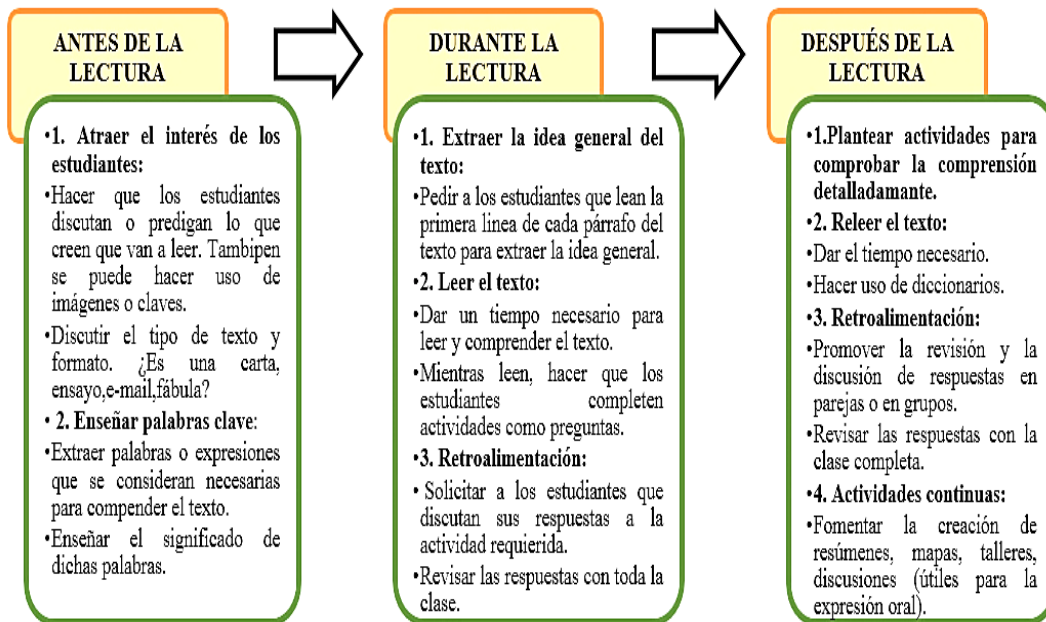 ANTES DE LA
LECTURA
•1. Atraer el interés de los
estudiantes:
•Hacer que los estudiantes
discutan o predigan lo que
creen que van a leer. Tambipen
se puede hacer uso de
imágenes o claves.
•Discutir el tipo de texto y
formato. ¿Es una carta,
ensayo,e-mail,fábula?
• 2. Enseñar palabras clave:
•Extraer palabras o expresiones
que se consideran necesarias
para compender el texto.
•Enseñar el significado de
dichas palabras.
DURANTE LA
LECTURA
•1. Extraer la idea general del
texto:
•Pedir a los estudiantes que lean la
primera linea de cada párrafo del
texto para extraer la idea general.
•2. Leer el texto:
•Dar un tiempo necesario para
leer y comprender el texto.
•Mientras leen, hacer que los
estudiantes completen
actividades como preguntas.
•3. Retroalimentación:
• Solicitar a los estudiantes que
discutan sus respuestas a la
actividad requierida.
•Revisar las respuestas con toda la
clase.
DESPUÉS DE LA
LECTURA
•1.Plantear actividades para
comprobar la comprensión
detalladamante.
•2. Releer el texto:
•Dar el tiempo necesario.
•Hacer uso de diccionarios.
•3. Retroalimentación:
•Promover la revisión y la
discusión de respuestas en
parejas o en grupos.
•Revisar las respuestas con la
clase completa.
•4. Actividades continuas:
•Fomentar la creación de
resúmenes, mapas, talleres,
discusiones (útiles para la
expresión oral).